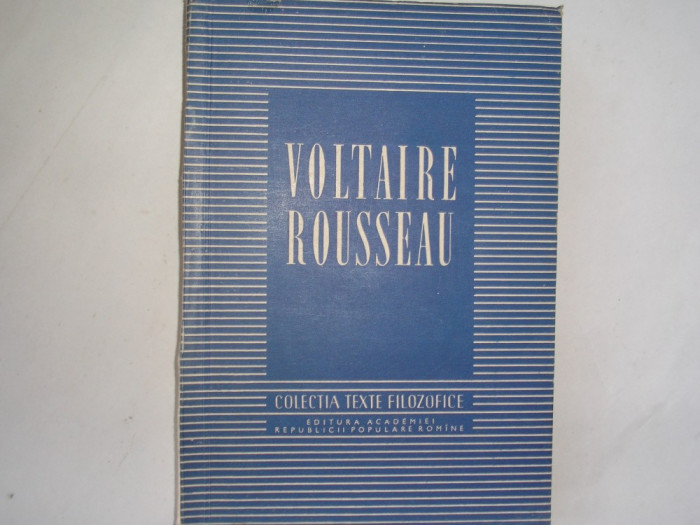 VOLTAIRE
ROUSSEAU
COLECTIA TEXTE FILOZOFICE
EDITURA ACADEMIEI
REPUBLICII POPULARE ROMÎNE